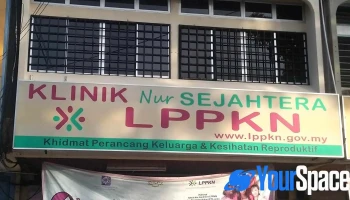 KLINIK Nur SEJAHTERA
LPPKN
www.lppkn.gov.my
Khidmat Perancang Keluarga & Kesihatan Reproduktif
LPPKN
YourSpace